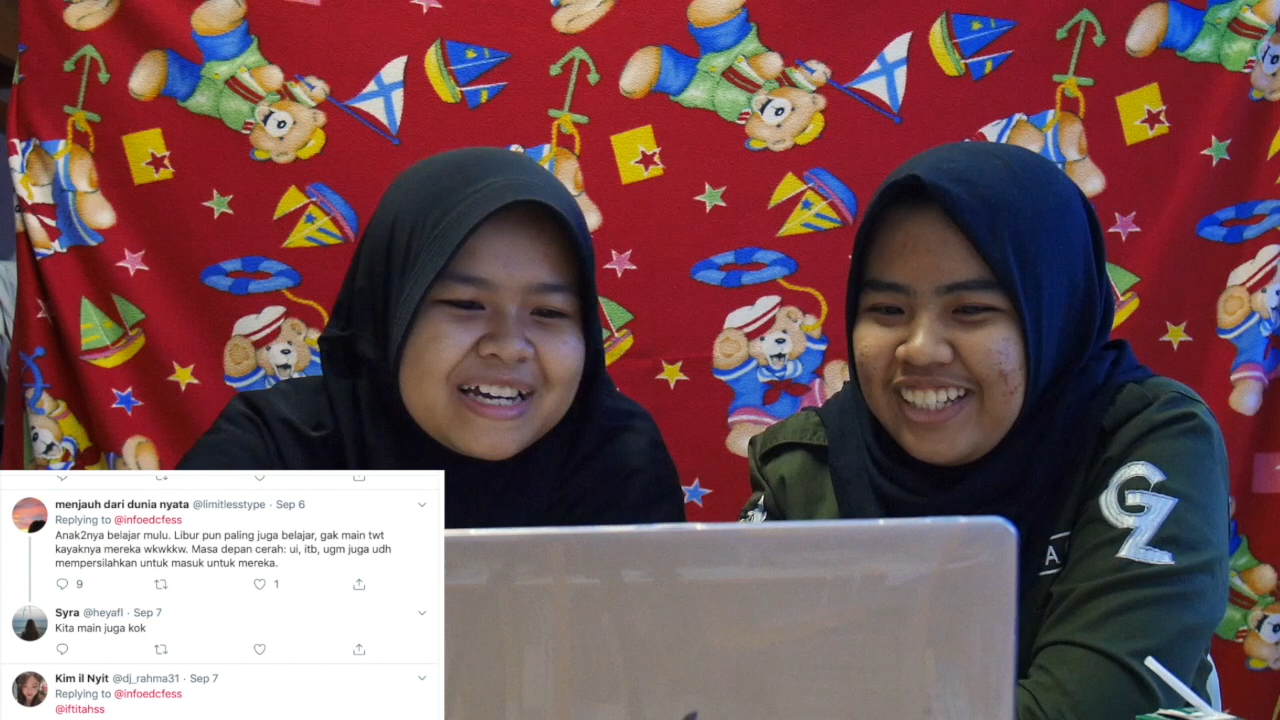 GZ
A
menjauh dari dunia nyata @limitlesstype · Sep 6
Replying to @infoedcfess
Anak2nya belajar mulu. Libur pun paling juga belajar, gak main twt
kayaknya mereka wkwkkw. Masa depan cerah: ui, itb, ugm juga udh
mempersilahkan untuk masuk untuk mereka.
9
1
Syra @heyafl · Sep 7
Kita main juga kok
Kim il Nyit @dj_rahma31 · Sep 7
Replying to @infoedcfess
@iftitahss